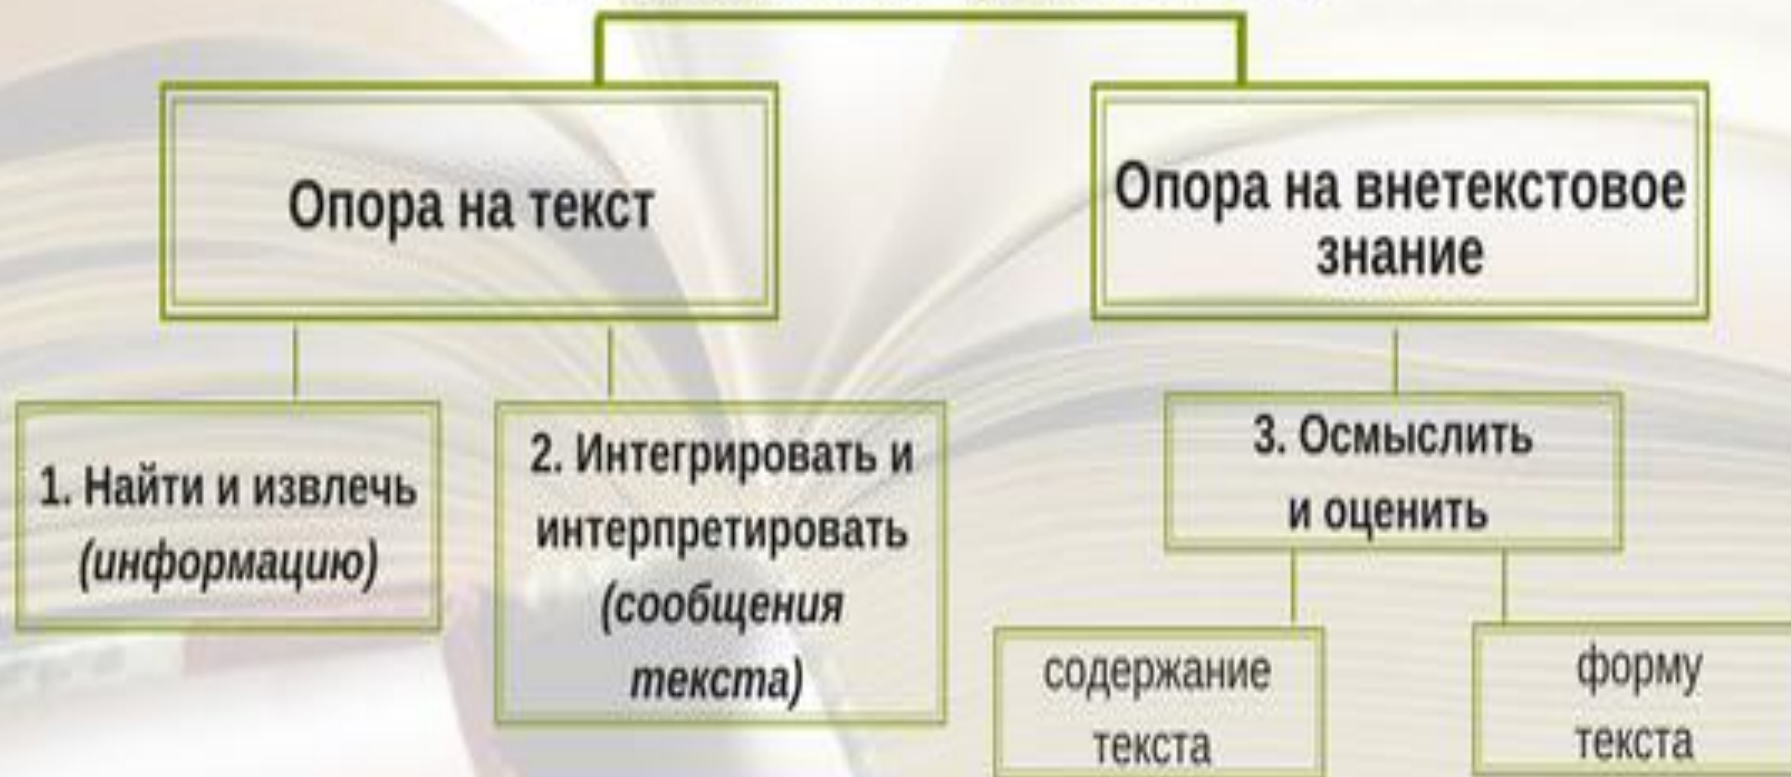 Опора на текст
Опора на внетекстовое
знание
1. Найти и извлечь
(информацию)
2. Интегрировать и
интерпретировать
(сообщения
текста)
3. Осмыслить
и оценить
содержание
текста
форму
текста